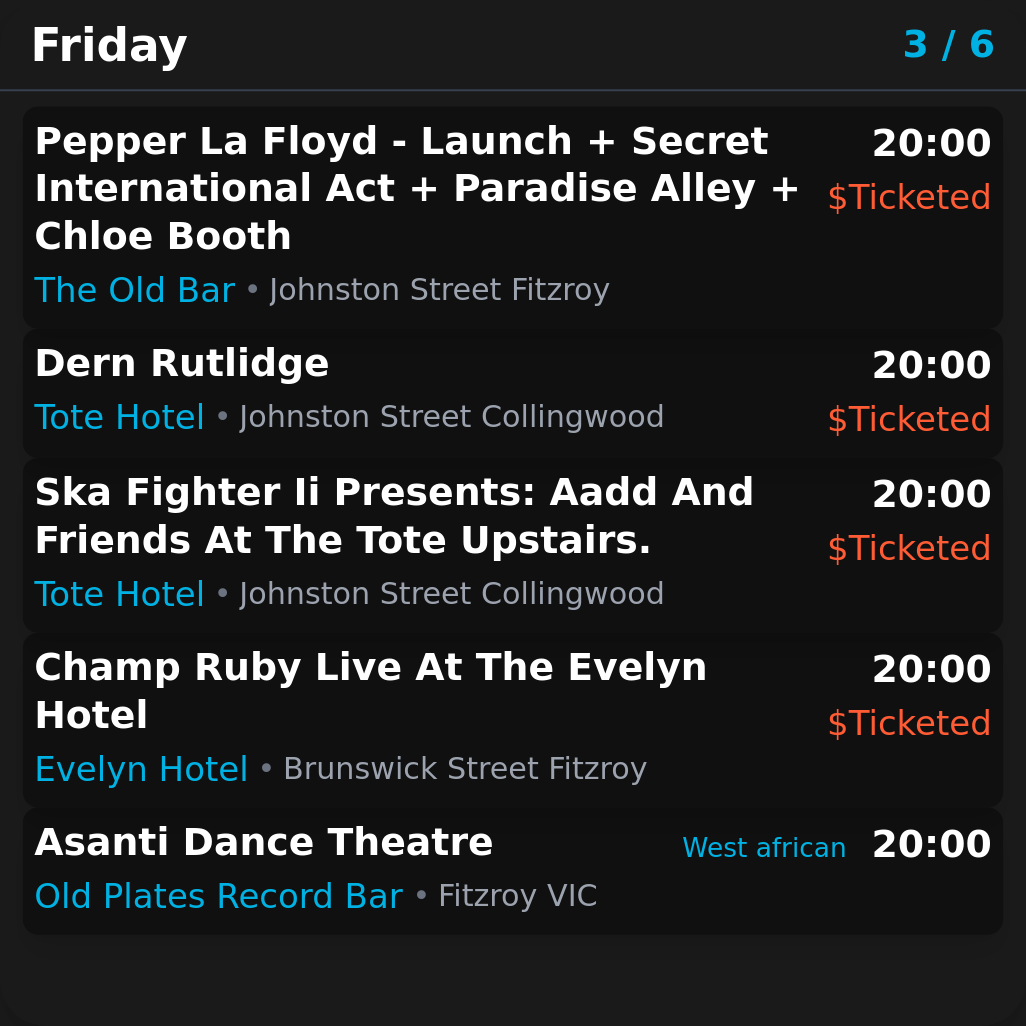 Friday
3 / 6
Pepper La Floyd - Launch + Secret
International Act + Paradise Alley +
Chloe Booth
20:00
$Ticketed
The Old Bar • Johnston Street Fitzroy
Dern Rutlidge
20:00
Tote Hotel • Johnston Street Collingwood
$Ticketed
Ska Fighter Ii Presents: Aadd And
Friends At The Tote Upstairs.
20:00
$Ticketed
Tote Hotel • Johnston Street Collingwood
Champ Ruby Live At The Evelyn
Hotel
20:00
$Ticketed
Evelyn Hotel • Brunswick Street Fitzroy
Asanti Dance Theatre
West african
20:00
Old Plates Record Bar • Fitzroy VIC